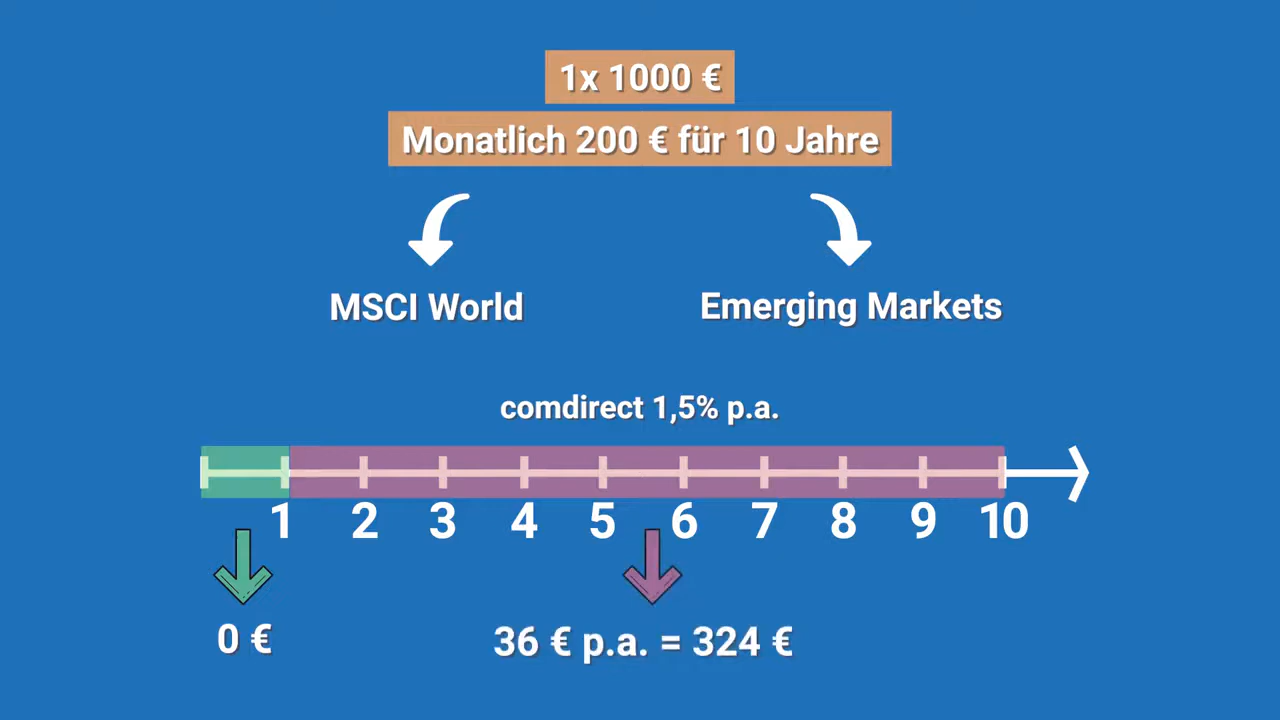 1x 1000 €
Monatlich 200 € für 10 Jahre
MSCI World
Emerging Markets
comdirect 1,5% p.a.
1 2 3 4 5 6 7 8 9 10
0 €
36 € p.a. = 324 €